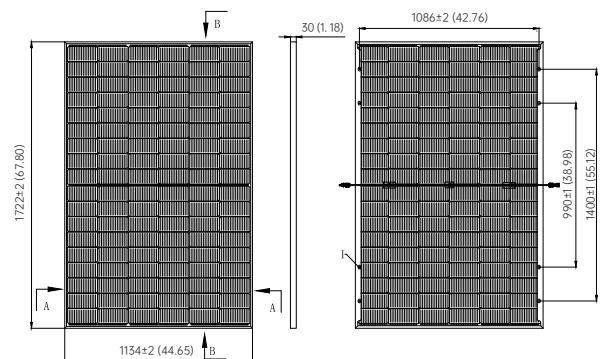 B
30 (1.18)
1086±2 (42.76)
1722±2 (67.80)
990±1 (38.98)
1400±1 (55.12)
I
A
A
1134±2 (44.65)
B